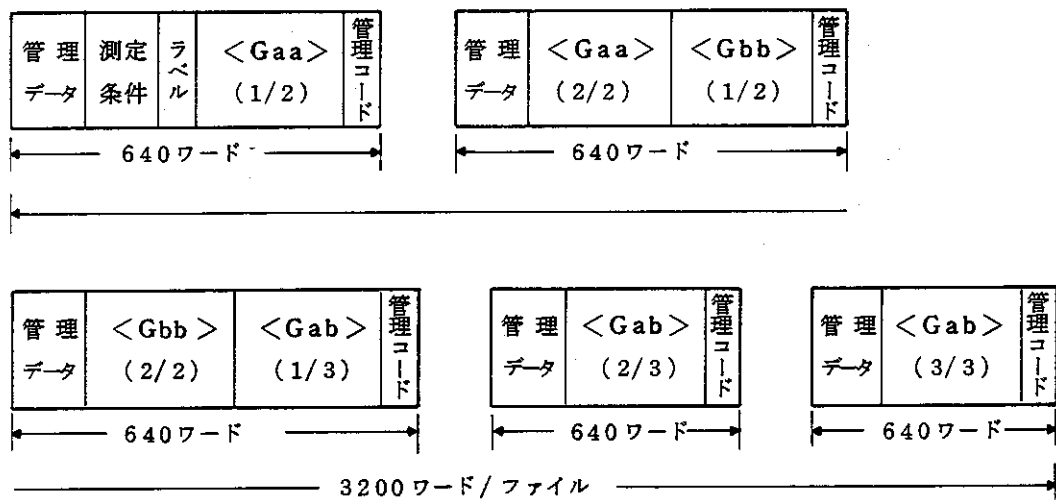 管理データ
測定条件
ラベル
<Gaa>
(1/2)
管理コード
640ワード
管理データ
<Gaa>
(2/2)
<Gbb>
(1/2)
管理コード
640ワード
管理データ
<Gbb>
(2/2)
<Gab>
(1/3)
管理コード
640ワード
管理データ
<Gab>
(2/3)
管理コード
640ワード
管理データ
<Gab>
(3/3)
管理コード
640ワード
3200ワード/ファイル